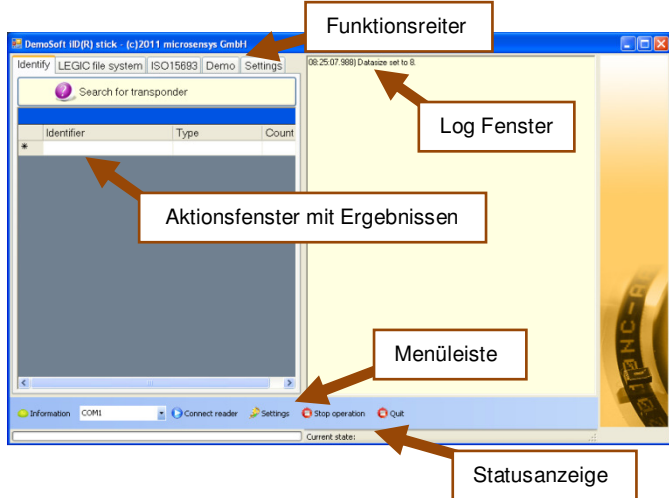 Funktionsreiter
DemoSoft iID(R) stick - (c)2011 microsensys GmbH
Identify LEGIC file system ISO15693 Demo Settings
08:25:07.988) Datasize set to 8.
Search for transponder
Log Fenster
Identifier Type Count
Aktionsfenster mit Ergebnissen
Menüleiste
Information COM1 Connect reader Settings Stop operation Quit
Current state:
Statusanzeige